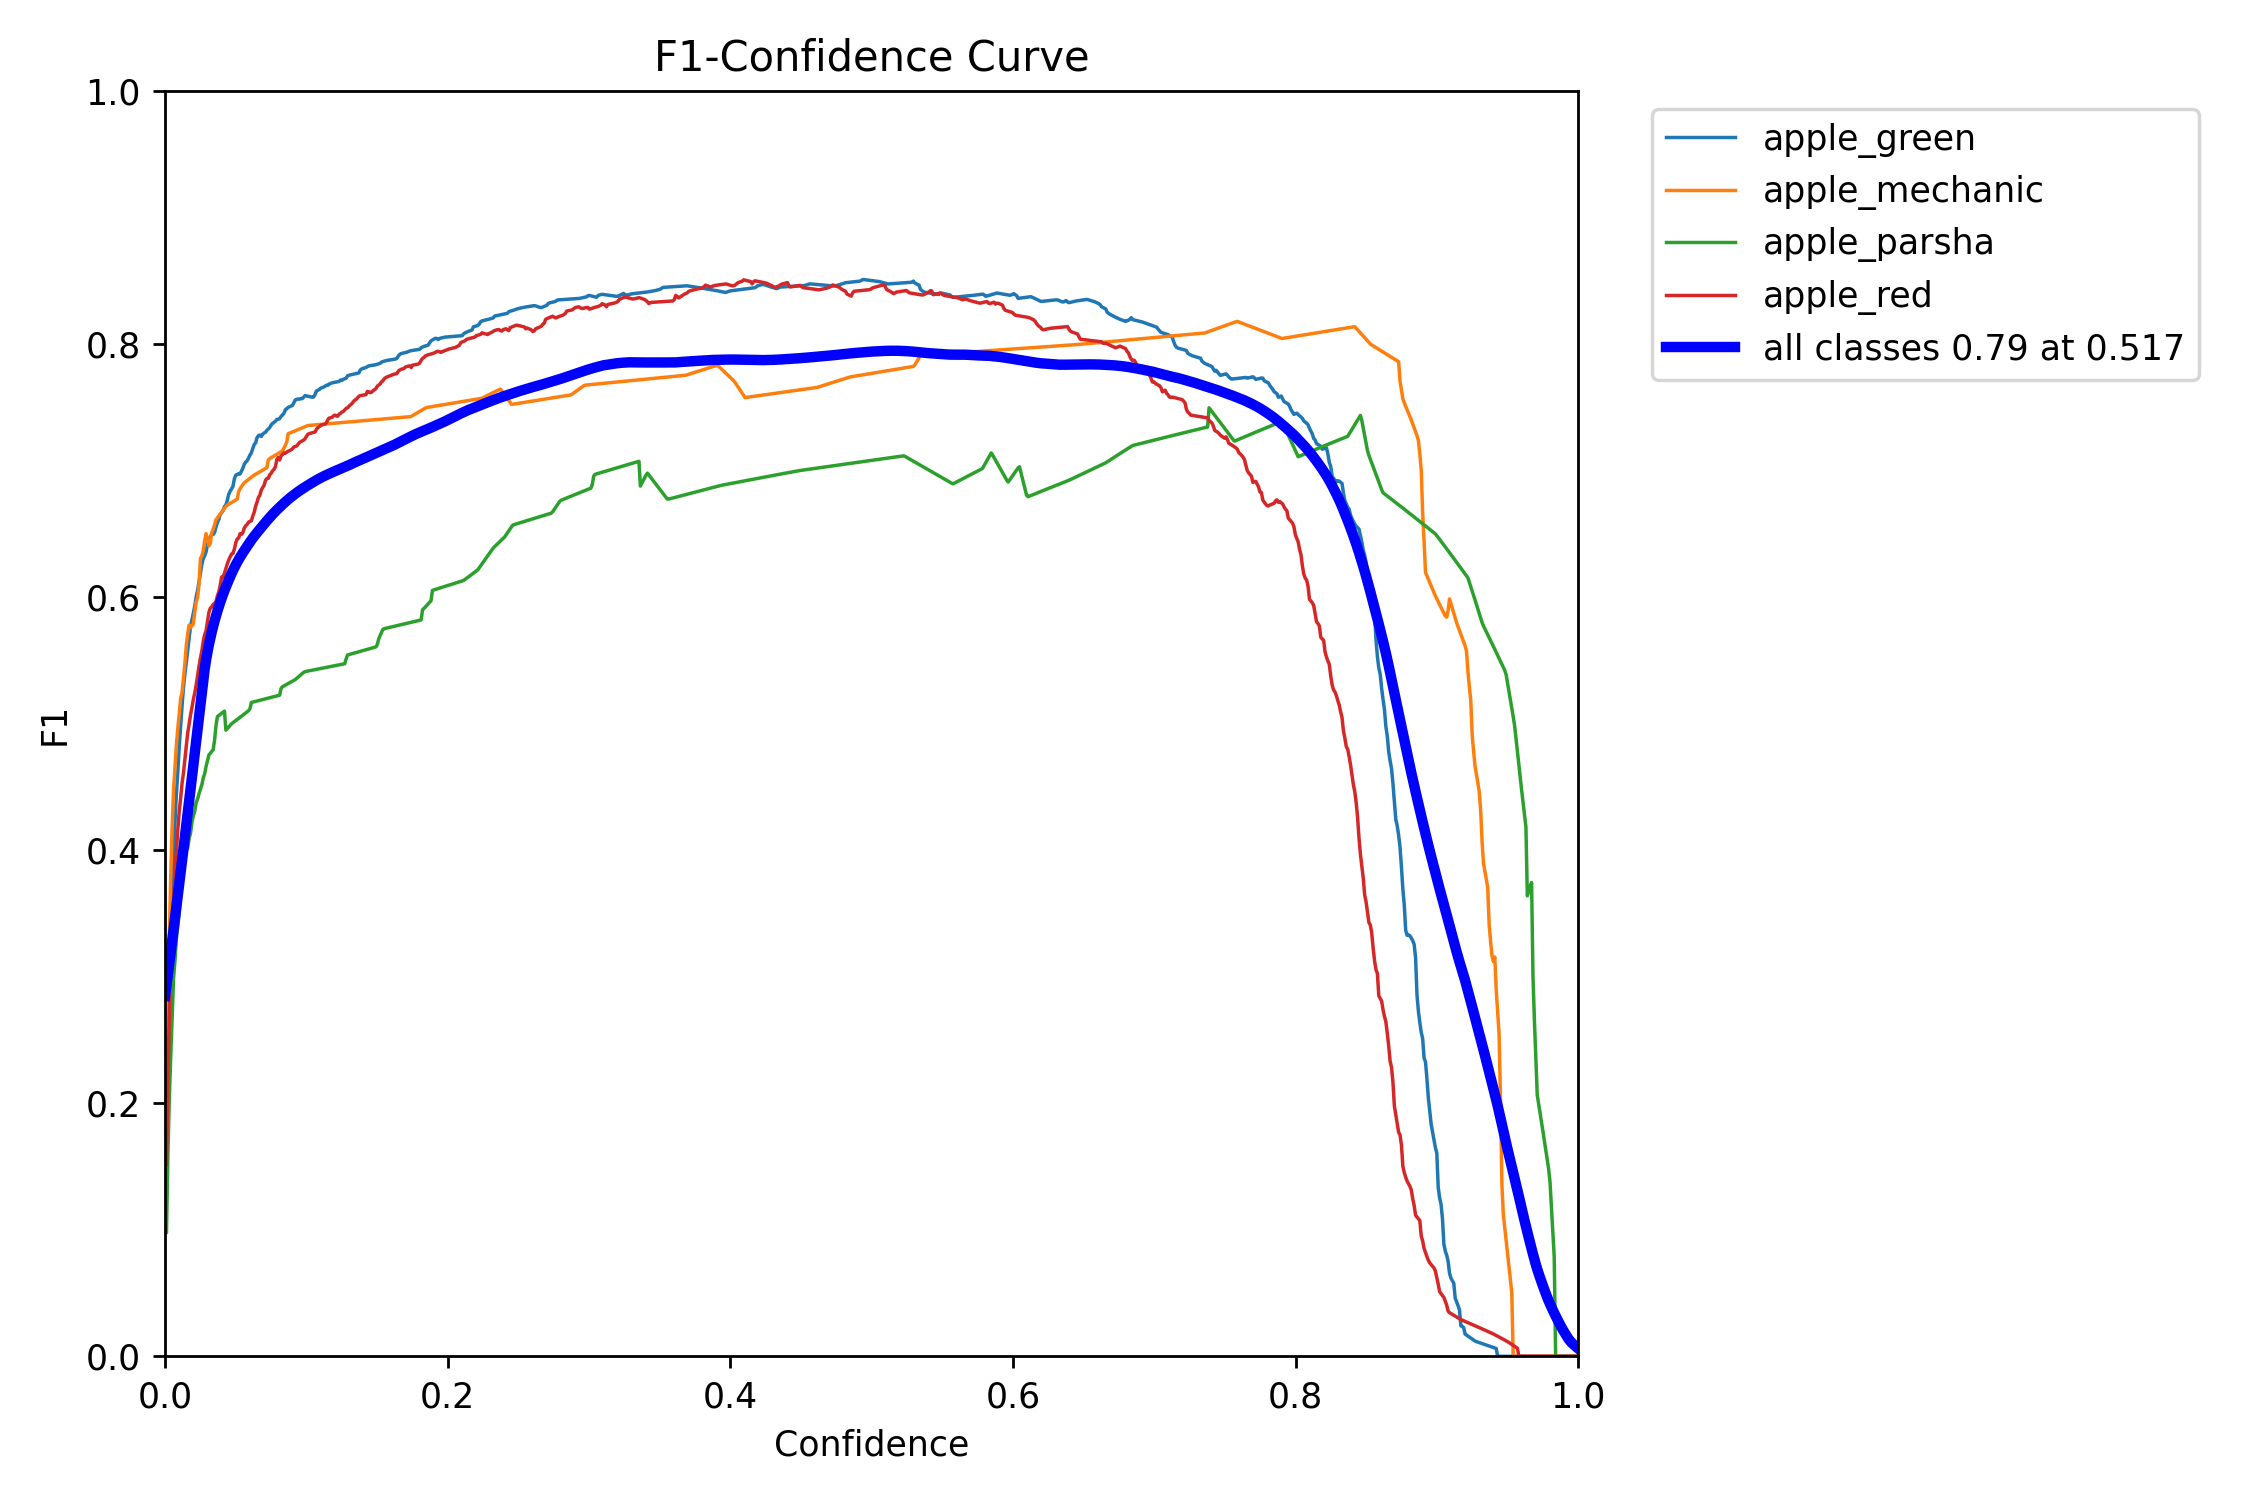 F1-Confidence Curve
1.0
0.8
0.6
0.4
0.2
0.0
F1
0.0 0.2 0.4 0.6 0.8 1.0
Confidence
apple_green
apple_mechanic
apple_parsha
apple_red
all classes 0.79 at 0.517